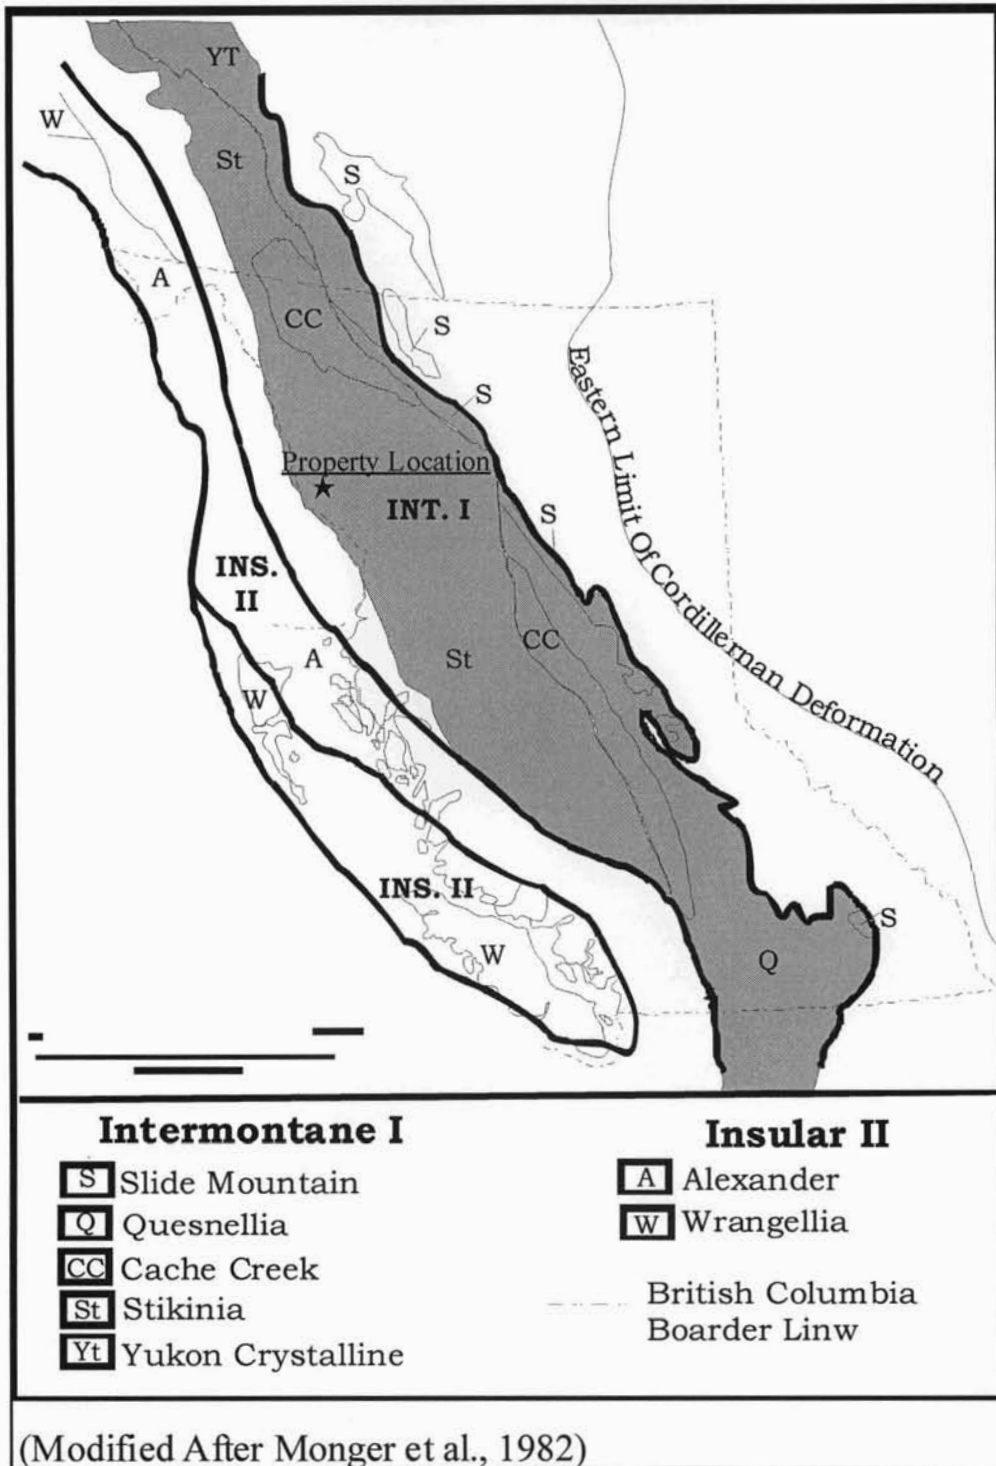 YT
W
St
S
A
CC
S
S
Property Location
INT. I
S
Eastern Limit Of Cordillernan Deformation
INS.
II
CC
A
St
W
INS. II
S
W
Q
Intermontane I
S Slide Mountain
Q Quesnellia
CC Cache Creek
St Stikinia
Yt Yukon Crystalline
Insular II
A Alexander
W Wrangellia
British Columbia
Boarder Linw
(Modified After Monger et al., 1982)